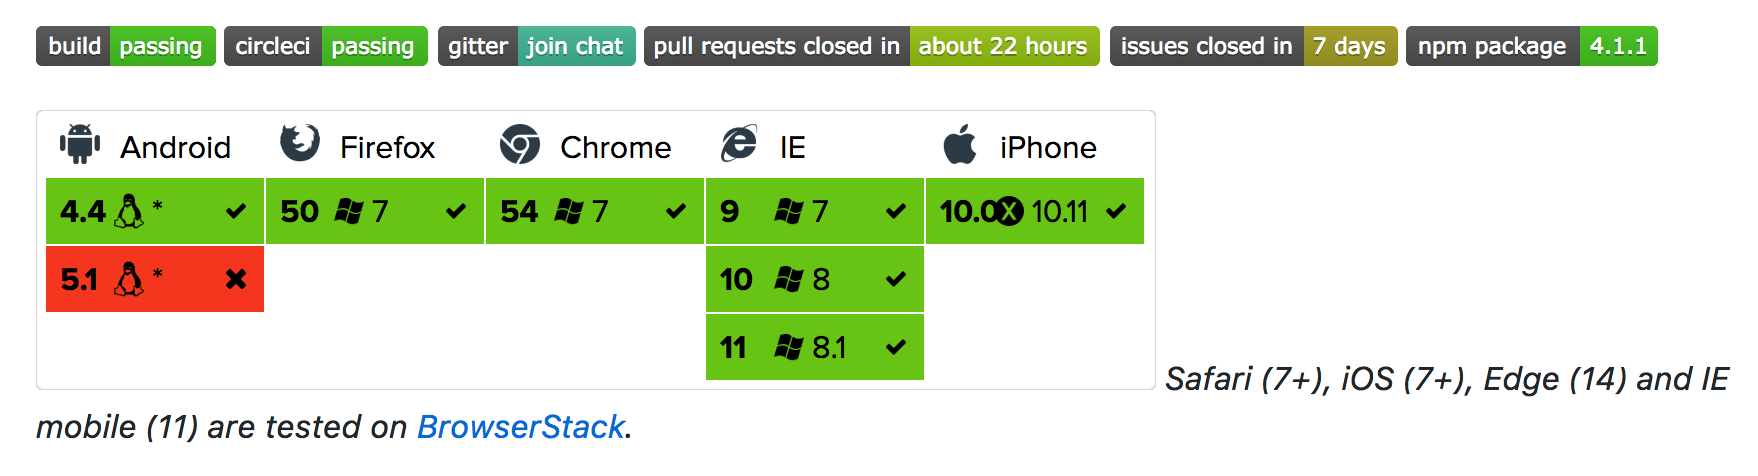 build passing circleci passing gitter join chat pull requests closed in about 22 hours issues closed in 7 days npm package 4.1.1
Android Firefox Chrome IE iPhone
4.4 * 50 7 54 7 9 7 10.0 X 10.11
5.1 * 10 8
11 8.1
Safari (7+), iOS (7+), Edge (14) and IE
mobile (11) are tested on BrowserStack.